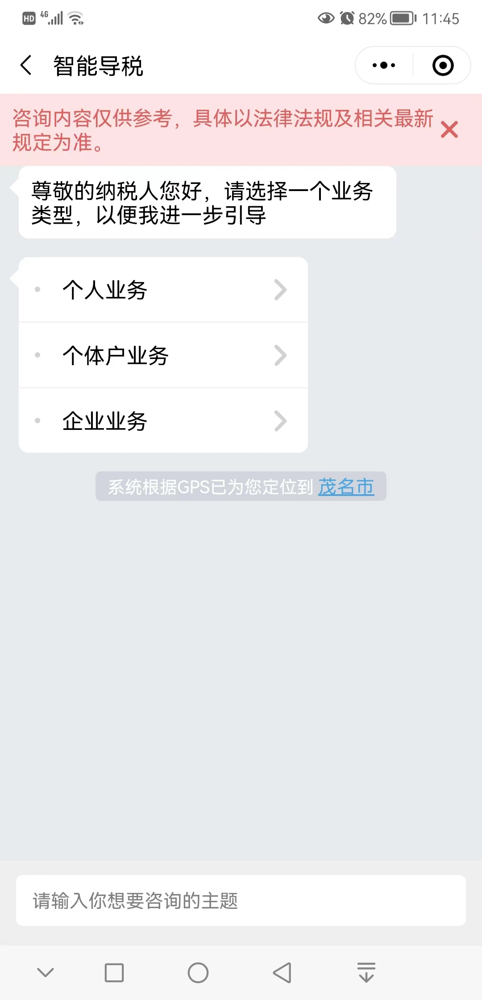 HD 4G 82% 11:45
智能导税
咨询内容仅供参考，具体以法律法规及相关最新
规定为准。
尊敬的纳税人您好，请选择一个业务
类型，以便我进一步引导
个人业务
个体户业务
企业业务
系统根据GPS已为您定位到 茂名市
请输入你想要咨询的主题